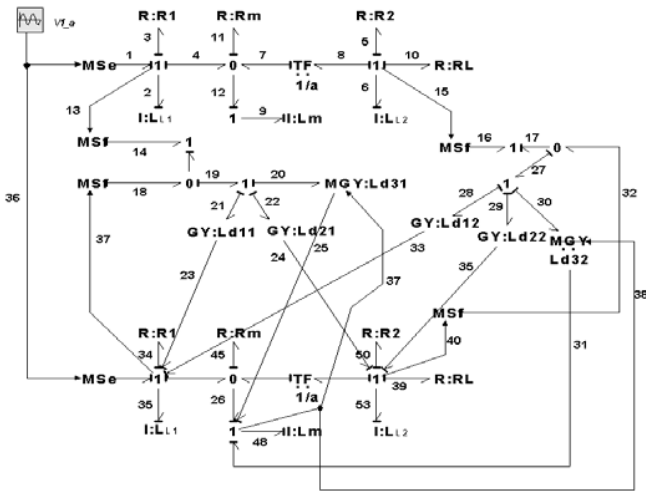 V1_a
R:R1 R:Rm R:R2
3 11 5
1 4 7 8 10
MSe 1 0 TF 1 R:RL
1/a
2 12 9 6 15
13
I:LL1 1 I:Lm I:LL2
MSf 14 1
MSf 16 1 17 0
27
MSf 18 0 19 1 20 MGY:Ld31
1
21 22 28 29 30 32
36
GY:Ld11 GY:Ld21 GY:Ld12
GY:Ld22 MGY
Ld32
37 23 24 25 33 37 35 38
31
MSf
R:R1 R:Rm R:R2
34 45 50 40
MSe 1 0 TF 1 39 R:RL
1/a
35 26 53
I:LL1 1 I:Lm I:LL2
48